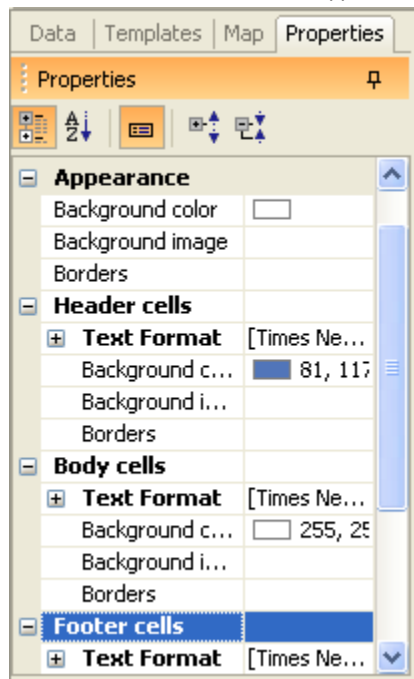 Data Templates Map Properties
Properties
Appearance
Background color
Background image
Borders
Header cells
Text Format [Times Ne...
Background c... 81, 117
Background i...
Borders
Body cells
Text Format [Times Ne...
Background c... 255, 25
Background i...
Borders
Footer cells
Text Format [Times Ne...